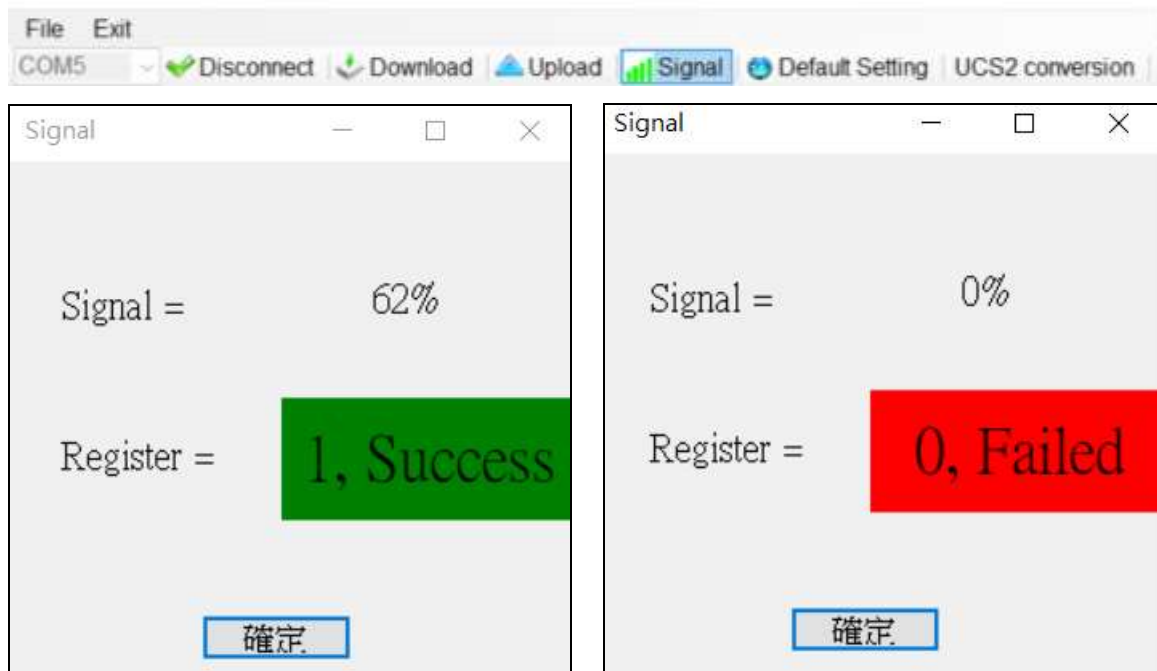 File Exit
COM5 Disconnect Download Upload Signal Default Setting UCS2 conversion
Signal
Signal = 62%
Register = 1, Success
確定
Signal
Signal = 0%
Register = 0, Failed
確定